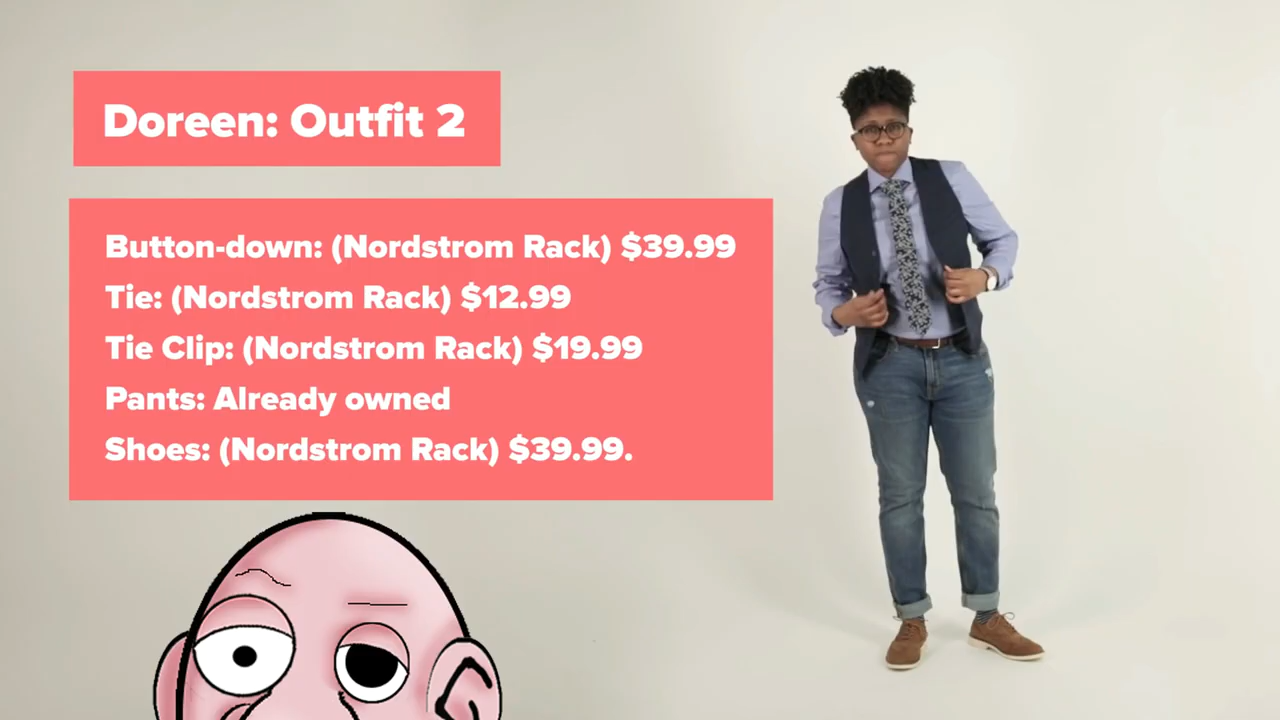 Doreen: Outfit 2
Button-down: (Nordstrom Rack) $39.99
Tie: (Nordstrom Rack) $12.99
Tie Clip: (Nordstrom Rack) $19.99
Pants: Already owned
Shoes: (Nordstrom Rack) $39.99.